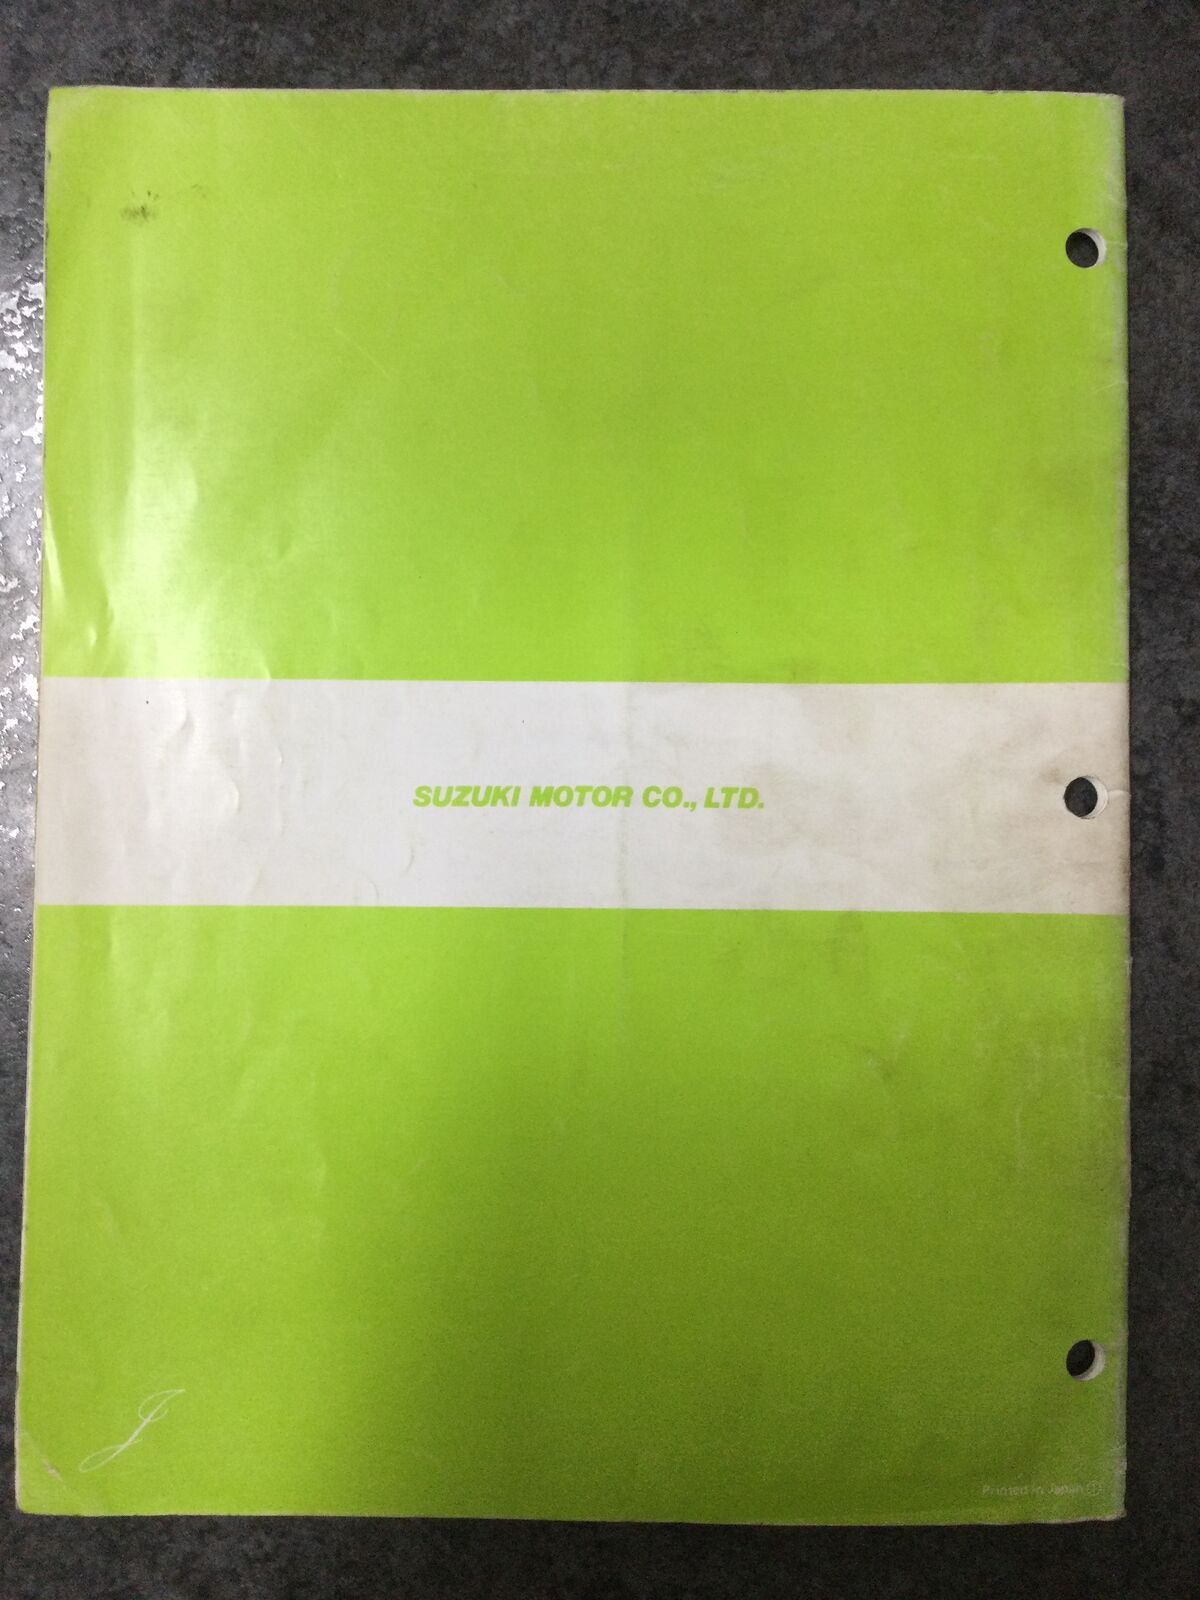 SUZUKI MOTOR CO., LTD.
J
Printed in Japan